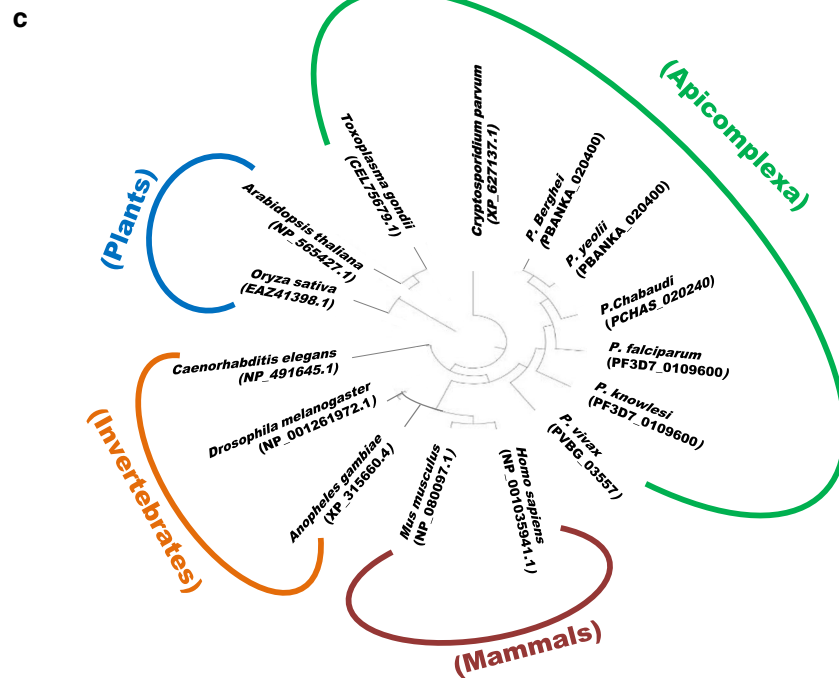 c
(Apicomplexa)
Toxoplasma gondii
(CEL75679.1)
Cryptosporidium parvum
(XP_627137.1)
P. Berghei
(PBANKA_020400)
P. yeolii
(PBANKA_020400)
P.Chabaudi
(PCHAS_020240)
P. falciparum
(PF3D7_0109600)
P. knowlesi
(PF3D7_0109600)
P. vivax
(PVBG_03557)
(Plants)
Arabidopsis thaliana
(NP_565427.1)
Oryza sativa
(EAZ41398.1)
(Invertebrates)
Caenorhabditis elegans
(NP_491645.1)
Drosophila melanogaster
(NP_001261972.1)
Anopheles gambiae
(XP_315660.4)
Mus musculus
(NP_080097.1)
Homo sapiens
(NP_001035941.1)
(Mammals)